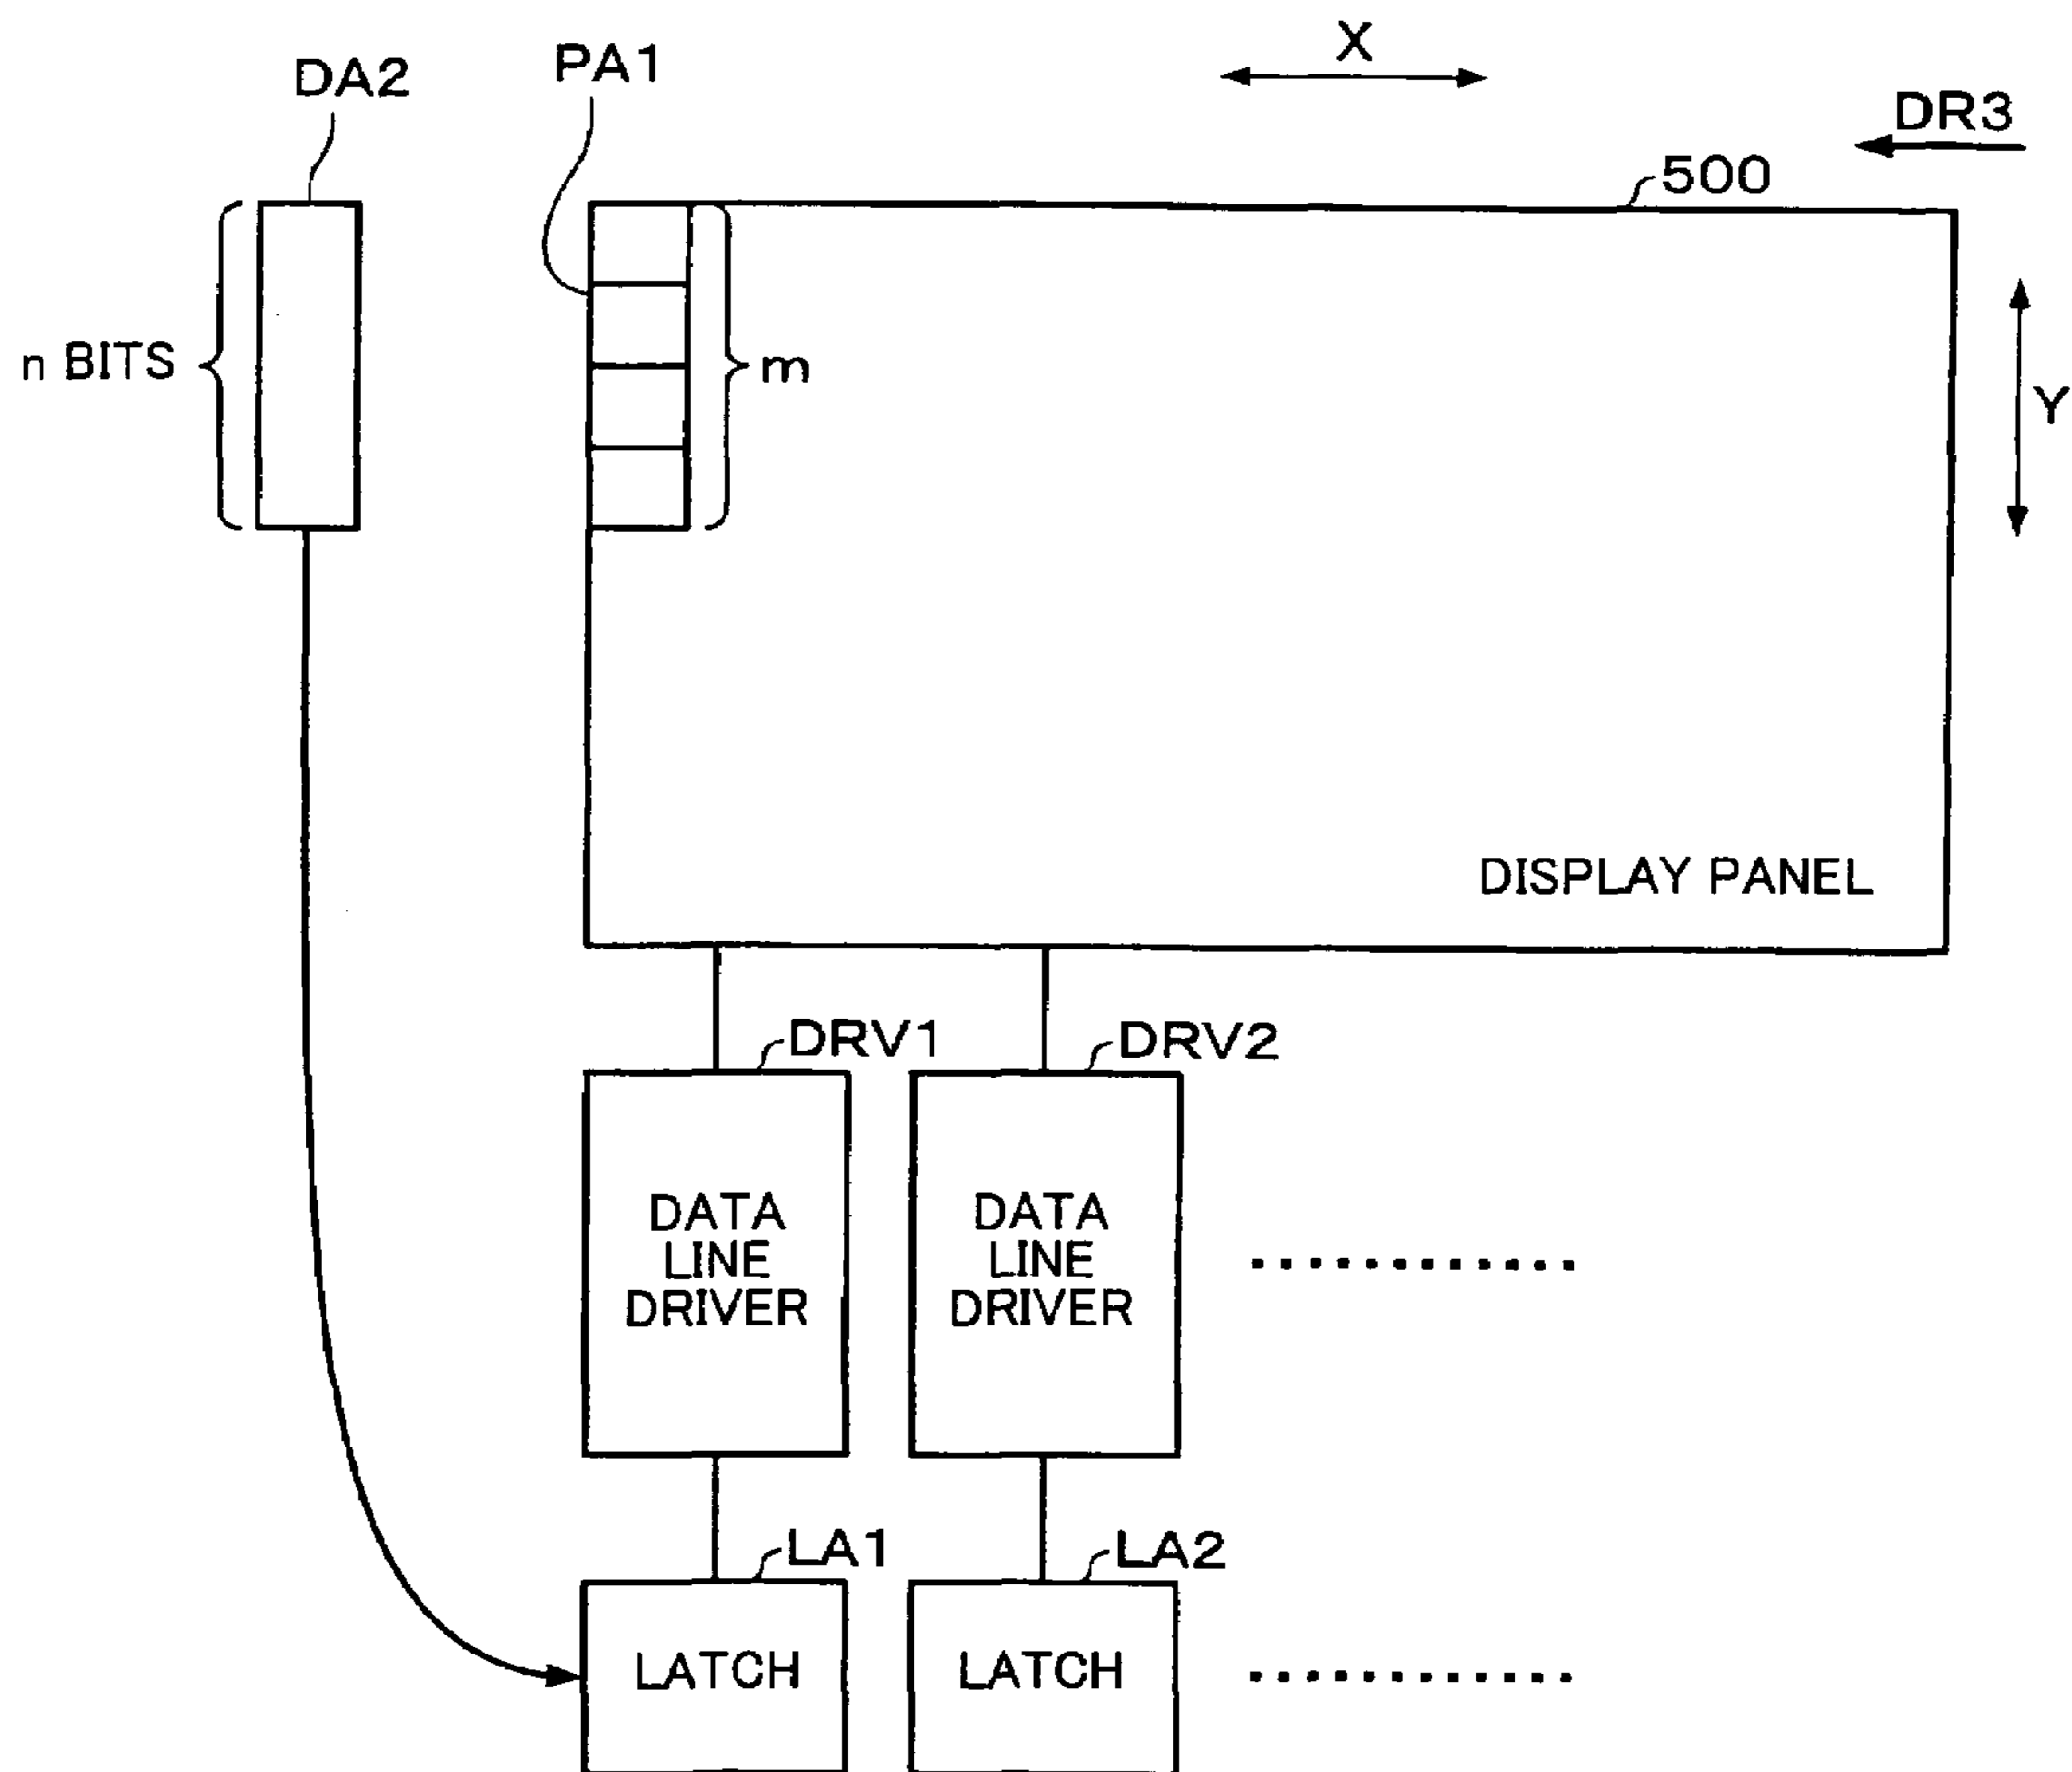 X
PA1
DA2
DR3
500
n BITS
m
Y
DISPLAY PANEL
DRV1
DRV2
DATA
LINE
DRIVER
DATA
LINE
DRIVER
LA1
LA2
LATCH
LATCH